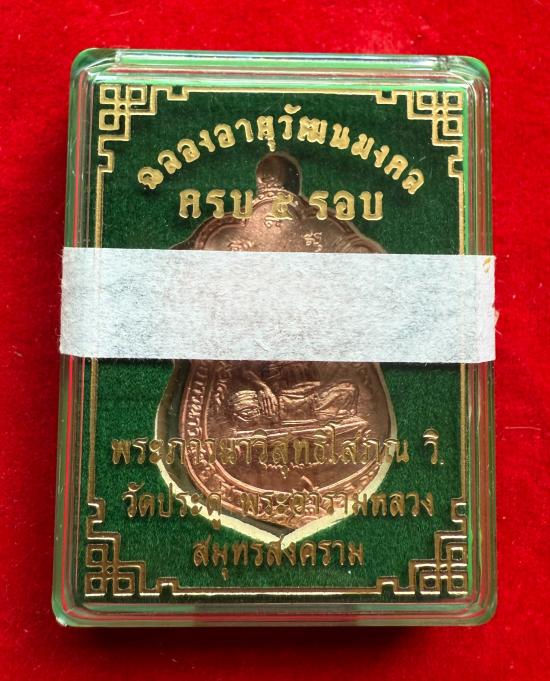 ฉลองอายุวัฒนมงคล
ครบ ๕ รอบ
พระภาวนาวิสุทธิโสภณ วิ.
วัดประดู่ พระอารามหลวง
สมุทรสงคราม